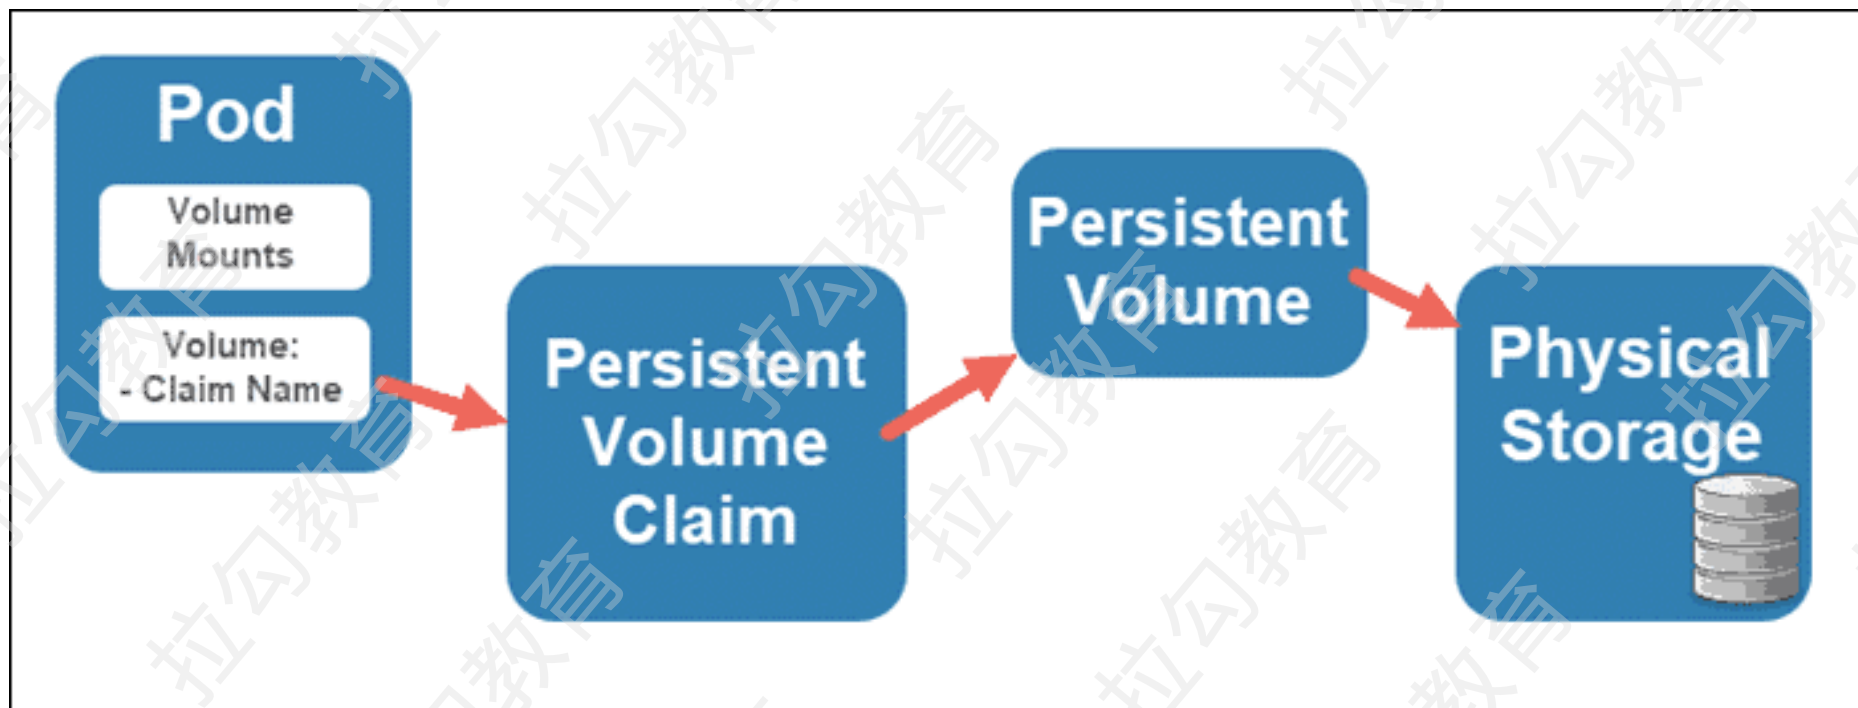 Pod
Volume
Mounts
Volume:
- Claim Name
Persistent
Volume
Claim
Persistent
Volume
Physical
Storage
拉勾教育